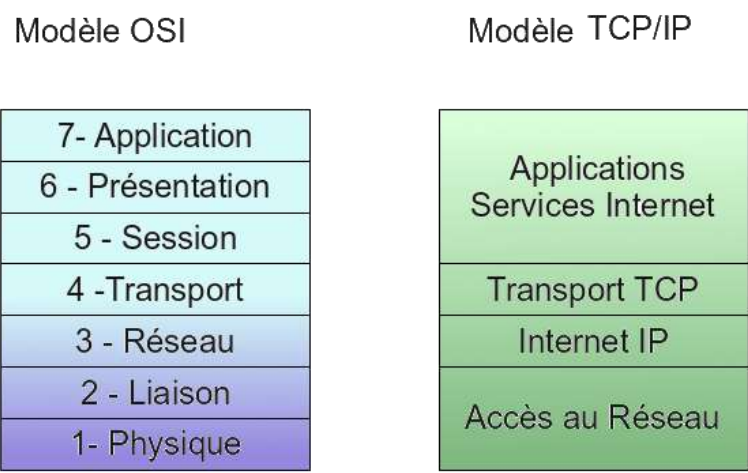 Modèle OSI
Modèle TCP/IP
7- Application
6 - Présentation
5 - Session
4 -Transport
3 - Réseau
2 - Liaison
1- Physique
Applications
Services Internet
Transport TCP
Internet IP
Accès au Réseau